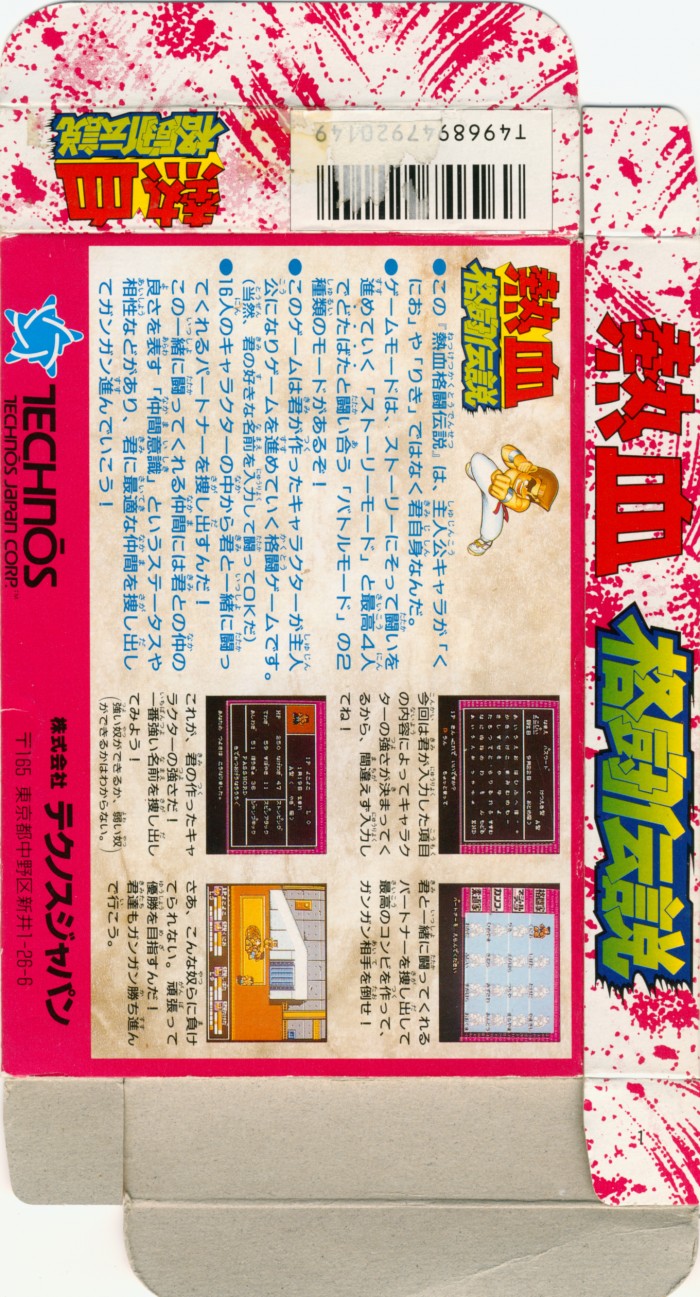 T4968994792014９
熱血
格闘伝説
熱血
格闘伝説
熱血
格闘伝説
●この『熱血格闘伝説』は、主人公キャラが「く
にお」や「りき」ではなく君自身なんだ。
●ゲームモードは、ストーリーにそって闘いを
進めていく「ストーリーモード」と最高4人
でどたばたと闘い合う「バトルモード」の2
種類のモードがあるぞ!
●このゲームは君が作ったキャラクターが主人
公になりゲームを進めていく格闘ゲームです。
(当然、君の好きな名前を入力して闘ってOKだ)
●16人のキャラクターの中から君と一緒に闘っ
てくれるパートナーを捜し出すんだ!
この一緒に闘ってくれる仲間には君との仲の
良さを表す「仲間意識」というステータスや
相性などがあり、君に最適な仲間を捜し出し
てガンガン進んでいこう!
今回は君が入力した項目
の内容によってキャラク
ターの強さが決まってく
るから、間違えず入力し
てね!
君と一緒に闘ってくれる
パートナーを捜し出して
最高のコンビを作って、
ガンガン相手を倒せ!
これが、君の作ったキャ
ラクターの強さだ!
一番強い名前を捜し出し
てみよう!
(強い奴ができるか、弱い奴
ができるかはわからない。)
さあ、こんな奴らに負け
てられない。頑張って
優勝を目指すんだ!
君達もガンガン勝ち進ん
で行こう。
TECHNOS
TECHNOS JAPAN CORP.™
株式会社 テクノスジャパン
〒165 東京都中野区新井1-26-6
1